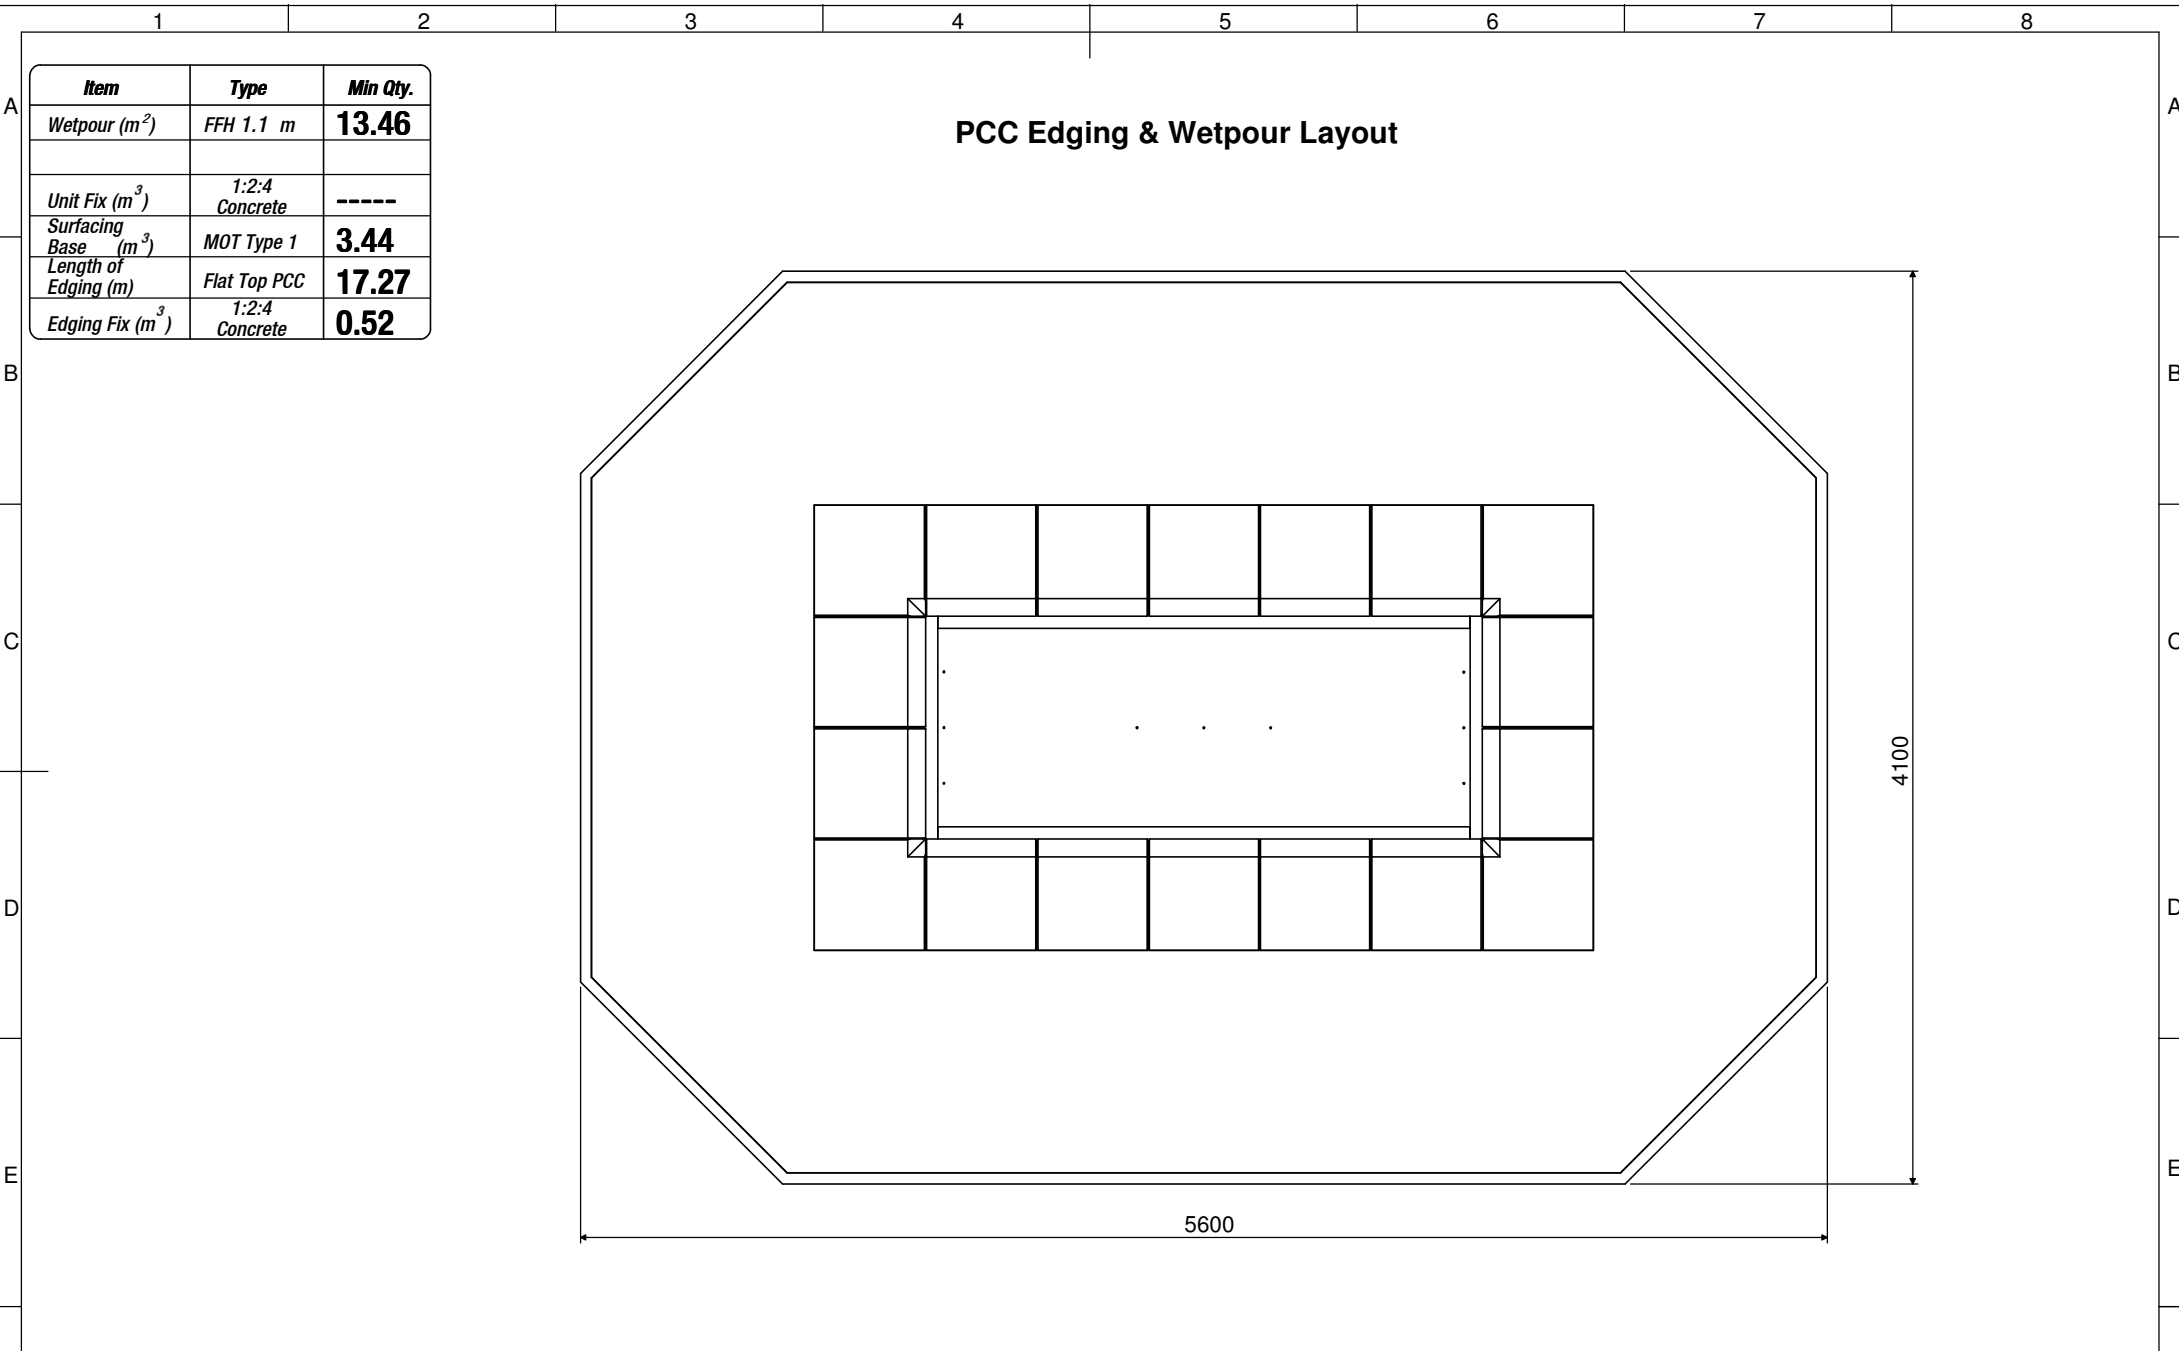 1 2 3 4 5 6 7 8
Item Type Min Qty.
A A
Wetpour (m²) FFH 1.1 m 13.46
PCC Edging & Wetpour Layout
Unit Fix (m³) 1:2:4 Concrete -----
Surfacing Base (m³) MOT Type 1 3.44
Length of Edging (m) Flat Top PCC 17.27
Edging Fix (m³) 1:2:4 Concrete 0.52
B B
C C
4100
D D
E E
5600